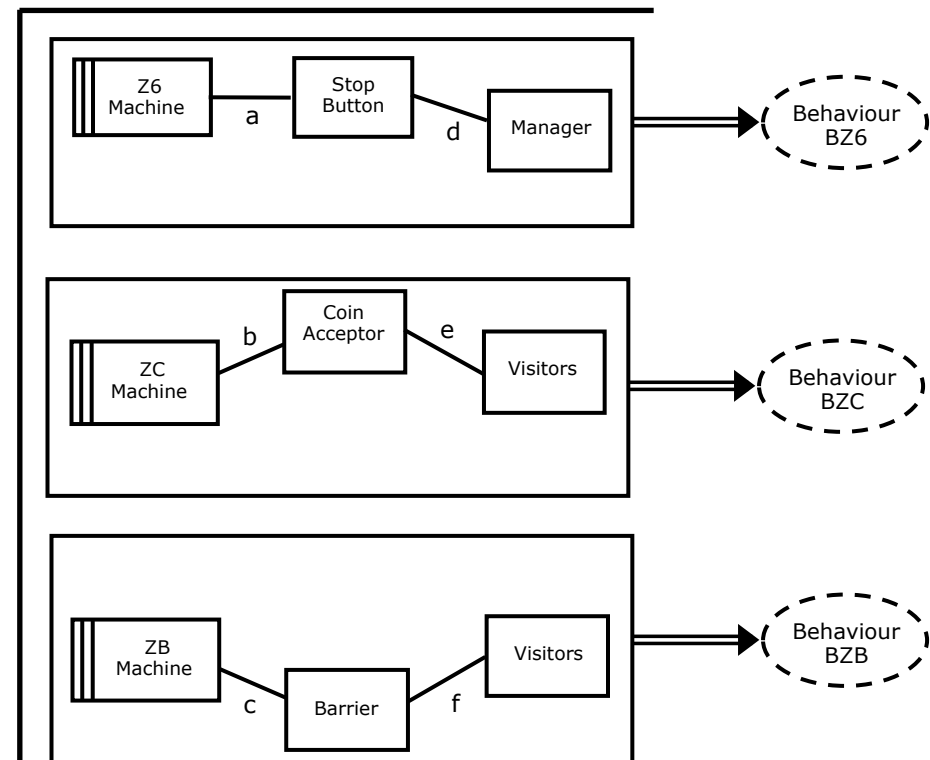 Z6
Machine
a
Stop
Button
d
Manager
Behaviour
BZ6
ZC
Machine
b
Coin
Acceptor
e
Visitors
Behaviour
BZC
ZB
Machine
c
Barrier
f
Visitors
Behaviour
BZB